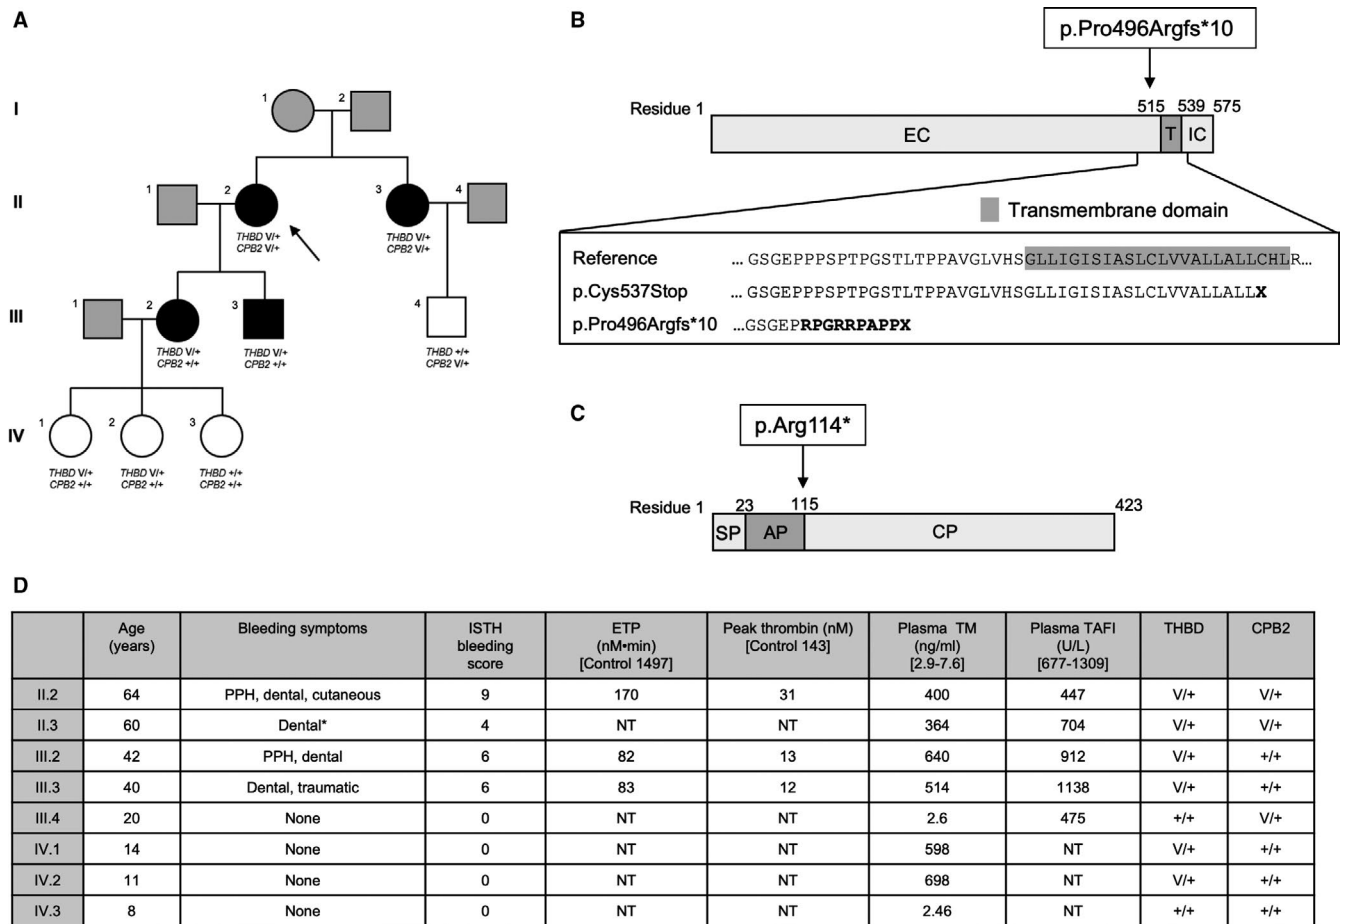 A
I
1
2
II
1
2
3
4
THBD V/+
CPB2 V/+
THBD V/+
CPB2 V/+
III
1
2
3
4
THBD V/+
CPB2 +/+
THBD V/+
CPB2 +/+
THBD +/+
CPB2 V/+
IV
1
2
3
THBD V/+
CPB2 +/+
THBD V/+
CPB2 +/+
THBD +/+
CPB2 +/+
B
p.Pro496Argfs*10
Residue 1 515 539 575
EC T IC
Transmembrane domain
Reference ... GSGEPPPSPTPGSTLTPPAVGLVHSGLLIGISIASLCLVVALLALLCHLR...
p.Cys537Stop ... GSGEPPPSPTPGSTLTPPAVGLVHSGLLIGISIASLCLVVALLALLX
p.Pro496Argfs*10 ...GSGEPRPGRRPAPPX
C
p.Arg114*
Residue 1 23 115 423
SP AP CP
D
Age (years) Bleeding symptoms ISTH bleeding score ETP (nM•min) [Control 1497] Peak thrombin (nM) [Control 143] Plasma TM (ng/ml) [2.9-7.6] Plasma TAFI (U/L) [677-1309] THBD CPB2
II.2 64 PPH, dental, cutaneous 9 170 31 400 447 V/+ V/+
II.3 60 Dental* 4 NT NT 364 704 V/+ V/+
III.2 42 PPH, dental 6 82 13 640 912 V/+ +/+
III.3 40 Dental, traumatic 6 83 12 514 1138 V/+ +/+
III.4 20 None 0 NT NT 2.6 475 +/+ V/+
IV.1 14 None 0 NT NT 598 NT V/+ +/+
IV.2 11 None 0 NT NT 698 NT V/+ +/+
IV.3 8 None 0 NT NT 2.46 NT +/+ +/+